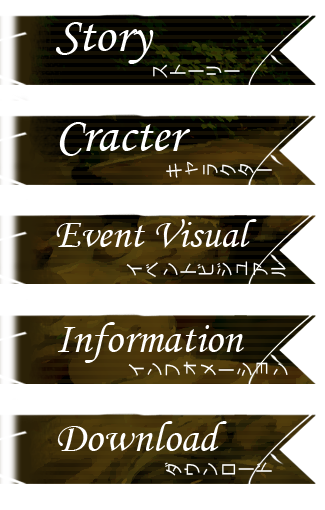 Story
ストーリー
Cracter
キャラクター
Event Visual
イベントビジュアル
Information
インフォメーション
Download
ダウンロード